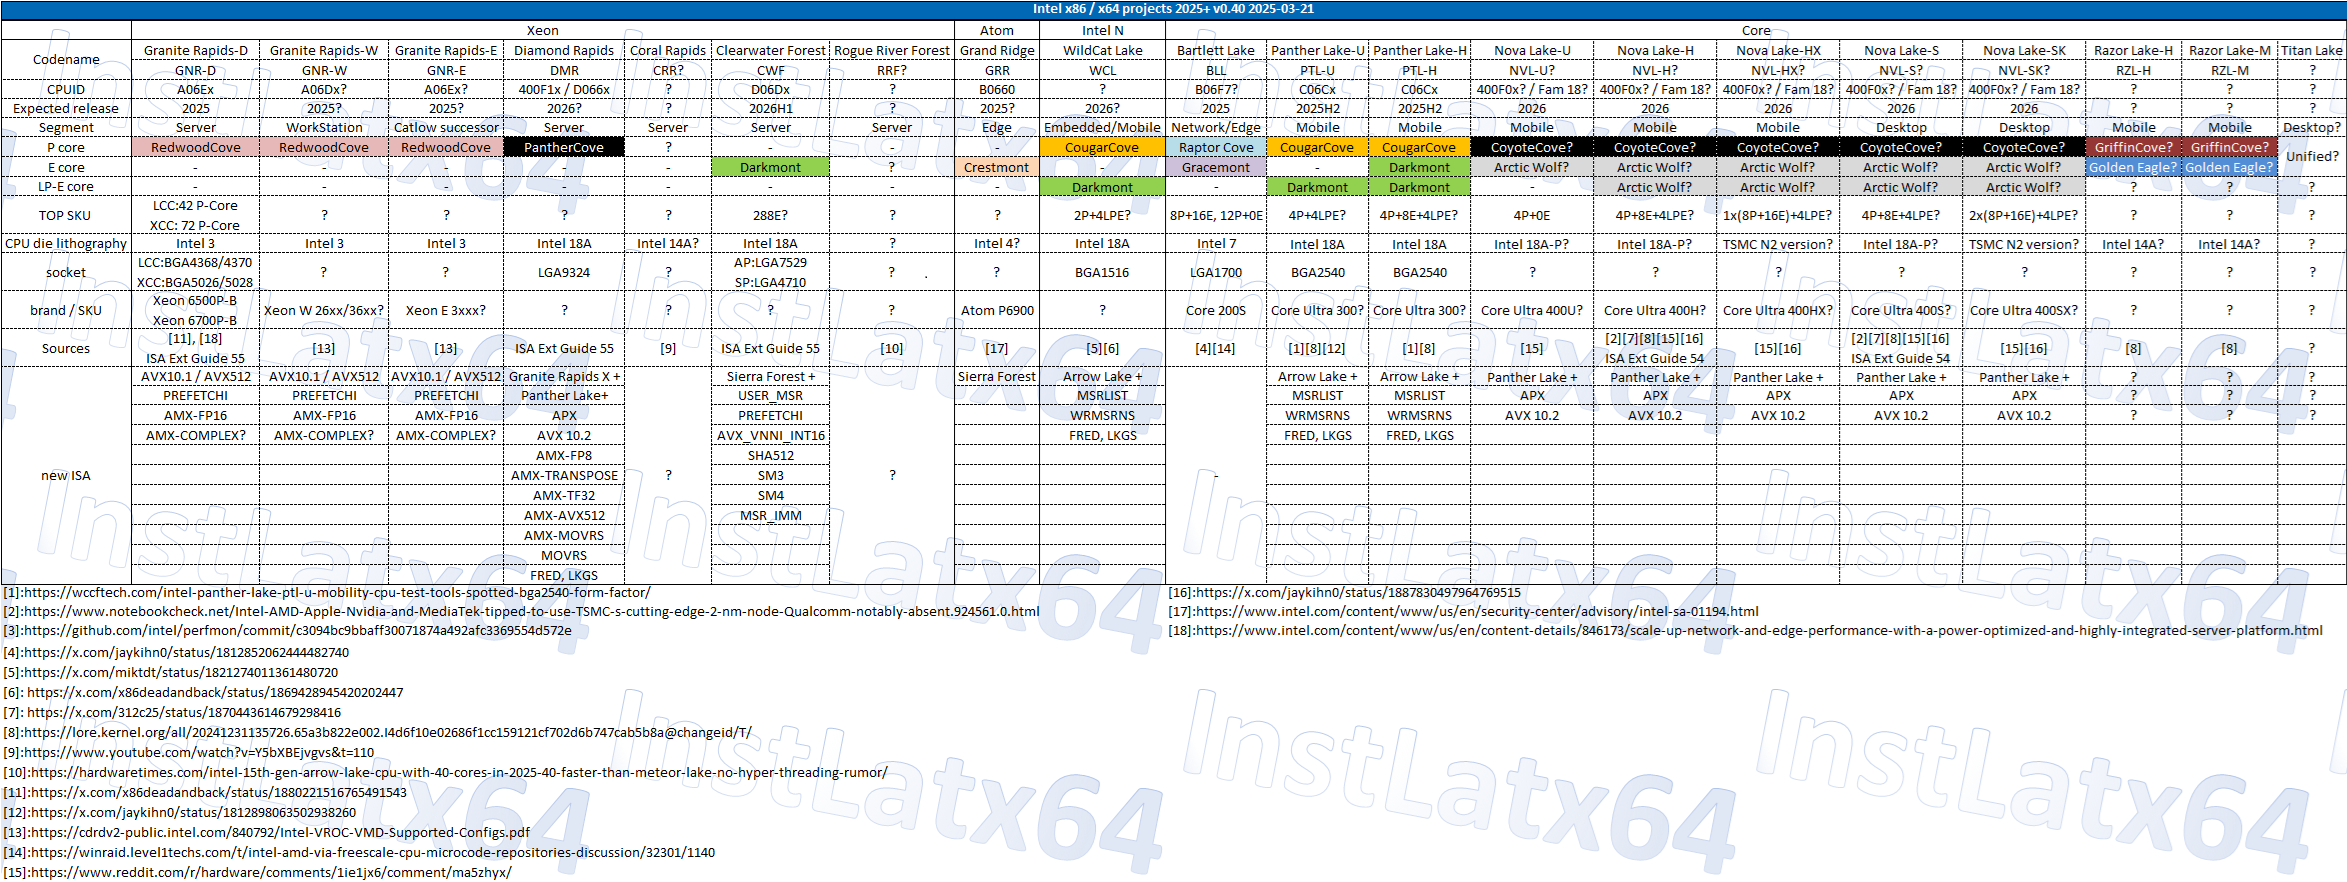 Intel x86 / x64 projects 2025+ v0.40 2025-03-21
Xeon Atom Intel N Core
Codename Granite Rapids-D Granite Rapids-W Granite Rapids-E Diamond Rapids Coral Rapids Clearwater Forest Rogue River Forest Grand Ridge WildCat Lake Bartlett Lake Panther Lake-U Panther Lake-H Nova Lake-U Nova Lake-H Nova Lake-HX Nova Lake-S Nova Lake-SK Razor Lake-H Razor Lake-M Titan Lake
GNR-D GNR-W GNR-E DMR CRR? CWF RRF? GRR WCL BLL PTL-U PTL-H NVL-U? NVL-H? NVL-HX? NVL-S? NVL-SK? RZL-H RZL-M ?
CPUID A06Ex A06Dx? A06Ex? 400F1x / D066x ? D06Dx ? B0660 ? B06F7? C06Cx C06Cx 400F0x? / Fam 18? 400F0x? / Fam 18? 400F0x? / Fam 18? 400F0x? / Fam 18? 400F0x? / Fam 18? ? ? ?
Expected release 2025 2025? 2025? 2026? ? 2026H1 ? 2025? 2026? 2025 2025H2 2025H2 2026 2026 2026 2026 2026 ? ? ?
Segment Server WorkStation Catlow successor Server Server Server Server Edge Embedded/Mobile Network/Edge Mobile Mobile Mobile Mobile Mobile Desktop Desktop Mobile Mobile Desktop?
P core RedwoodCove RedwoodCove RedwoodCove PantherCove ? - - - CougarCove Raptor Cove CougarCove CougarCove CoyoteCove? CoyoteCove? CoyoteCove? CoyoteCove? CoyoteCove? GriffinCove? GriffinCove? Unified?
E core - - - - - Darkmont ? Crestmont - Gracemont - Darkmont Arctic Wolf? Arctic Wolf? Arctic Wolf? Arctic Wolf? Arctic Wolf? Golden Eagle? Golden Eagle?
LP-E core - - - - - - - - Darkmont - Darkmont Darkmont - Arctic Wolf? Arctic Wolf? Arctic Wolf? Arctic Wolf? ? ? ?
TOP SKU LCC:42 P-Core XCC: 72 P-Core ? ? ? ? 288E? ? ? 2P+4LPE? 8P+16E, 12P+0E 4P+4LPE? 4P+8E+4LPE? 4P+0E 4P+8E+4LPE? 1x(8P+16E)+4LPE? 4P+8E+4LPE? 2x(8P+16E)+4LPE? ? ? ?
CPU die lithography Intel 3 Intel 3 Intel 3 Intel 18A Intel 14A? Intel 18A ? Intel 4? Intel 18A Intel 7 Intel 18A Intel 18A Intel 18A-P? Intel 18A-P? TSMC N2 version? Intel 18A-P? TSMC N2 version? Intel 14A? Intel 14A? ?
socket LCC:BGA4368/4370 XCC:BGA5026/5028 ? ? LGA9324 ? AP:LGA7529 SP:LGA4710 ? . ? BGA1516 LGA1700 BGA2540 BGA2540 ? ? ? ? ? ? ? ?
brand / SKU Xeon 6500P-B Xeon 6700P-B Xeon W 26xx/36xx? Xeon E 3xxx? ? ? ? ? Atom P6900 ? Core 200S Core Ultra 300? Core Ultra 300? Core Ultra 400U? Core Ultra 400H? Core Ultra 400HX? Core Ultra 400S? Core Ultra 400SX? ? ? ?
Sources [11], [18] ISA Ext Guide 55 [13] [13] ISA Ext Guide 55 [9] ISA Ext Guide 55 [10] [17] [5][6] [4][14] [1][8][12] [1][8] [15] [2][7][8][15][16] ISA Ext Guide 54 [15][16] [2][7][8][15][16] ISA Ext Guide 54 [15][16] [8] [8] ?
new ISA AVX10.1 / AVX512 AVX10.1 / AVX512 AVX10.1 / AVX512 Granite Rapids X + ? Sierra Forest + ? Sierra Forest Arrow Lake + - Arrow Lake + Arrow Lake + Panther Lake + Panther Lake + Panther Lake + Panther Lake + Panther Lake + ? ? ?
PREFETCHI PREFETCHI PREFETCHI Panther Lake+ USER_MSR MSRLIST MSRLIST MSRLIST APX APX APX APX APX ? ? ?
AMX-FP16 AMX-FP16 AMX-FP16 APX PREFETCHI WRMSRNS WRMSRNS WRMSRNS AVX 10.2 AVX 10.2 AVX 10.2 AVX 10.2 AVX 10.2 ? ? ?
AMX-COMPLEX? AMX-COMPLEX? AMX-COMPLEX? AVX 10.2 AVX_VNNI_INT16 FRED, LKGS FRED, LKGS FRED, LKGS
AMX-FP8 SHA512
AMX-TRANSPOSE SM3
AMX-TF32 SM4
AMX-AVX512 MSR_IMM
AMX-MOVRS
MOVRS
FRED, LKGS
[1]:https://wccftech.com/intel-panther-lake-ptl-u-mobility-cpu-test-tools-spotted-bga2540-form-factor/
[2]:https://www.notebookcheck.net/Intel-AMD-Apple-Nvidia-and-MediaTek-tipped-to-use-TSMC-s-cutting-edge-2-nm-node-Qualcomm-notably-absent.924561.0.html
[3]:https://github.com/intel/perfmon/commit/c3094bc9bbaff30071874a492afc3369554d572e
[4]:https://x.com/jaykihn0/status/1812852062444482740
[5]:https://x.com/miktdt/status/1821274011361480720
[6]: https://x.com/x86deadandback/status/1869428945420202447
[7]: https://x.com/312c25/status/1870443614679298416
[8]:https://lore.kernel.org/all/20241231135726.65a3b822e002.I4d6f10e02686f1cc159121cf702d6b747cab5b8a@changeid/T/
[9]:https://www.youtube.com/watch?v=Y5bXBEjvgvs&t=110
[10]:https://hardwaretimes.com/intel-15th-gen-arrow-lake-cpu-with-40-cores-in-2025-40-faster-than-meteor-lake-no-hyper-threading-rumor/
[11]:https://x.com/x86deadandback/status/1880221516765491543
[12]:https://x.com/jaykihn0/status/1812898063502938260
[13]:https://cdrdv2-public.intel.com/840792/Intel-VROC-VMD-Supported-Configs.pdf
[14]:https://winraid.level1techs.com/t/intel-amd-via-freescale-cpu-microcode-repositories-discussion/32301/1140
[15]:https://www.reddit.com/r/hardware/comments/1ie1jx6/comment/ma5zhyx/
[16]:https://x.com/jaykihn0/status/1887830497964769515
[17]:https://www.intel.com/content/www/us/en/security-center/advisory/intel-sa-01194.html
[18]:https://www.intel.com/content/www/us/en/content-details/846173/scale-up-network-and-edge-performance-with-a-power-optimized-and-highly-integrated-server-platform.html
InstLatx64